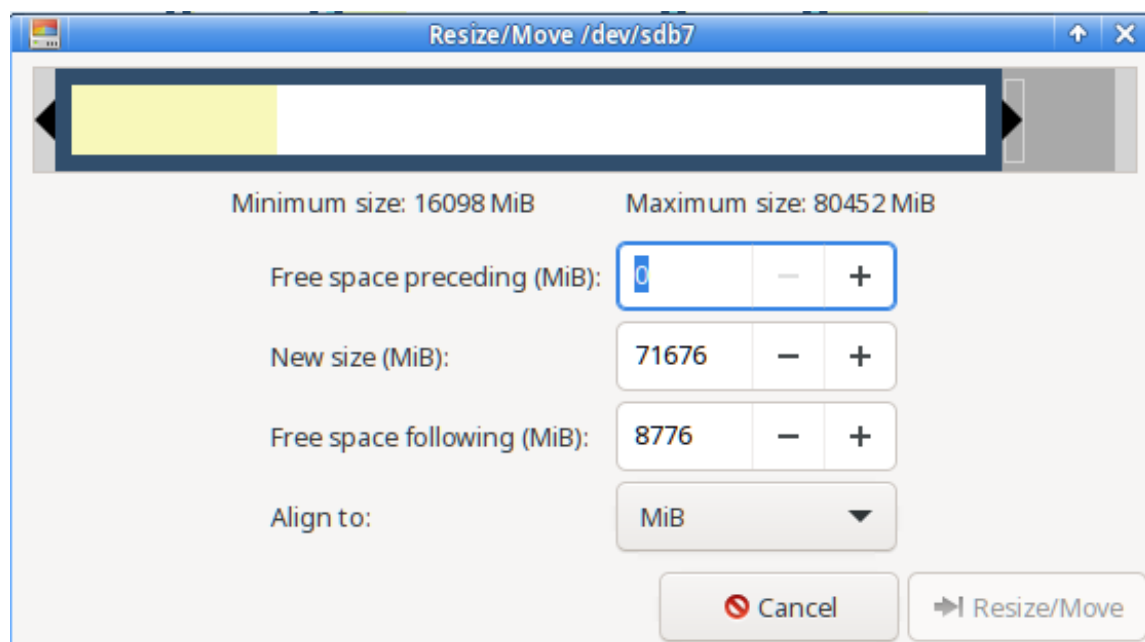 Resize/Move /dev/sdb7
Minimum size: 16098 MiB Maximum size: 80452 MiB
Free space preceding (MiB): 0 − +
New size (MiB): 71676 − +
Free space following (MiB): 8776 − +
Align to: MiB
Cancel Resize/Move